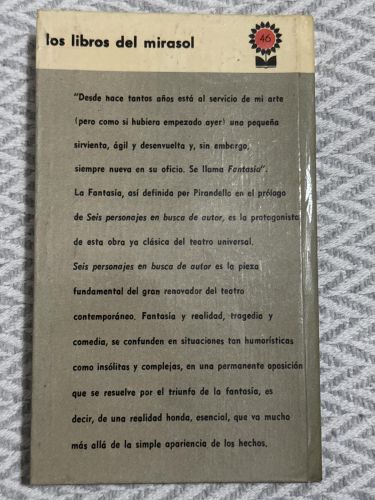 los libros del mirasol
46
"Desde hace tantos años está al servicio de mi arte
(pero como si hubiera empezado ayer) una pequeña
sirvienta, ágil y desenvuelta y, sin embargo,
siempre nueva en su oficio. Se llama Fantasía".
La Fantasía, así definida por Pirandello en el prólogo
de Seis personajes en busca de autor, es la protagonista
de esta obra ya clásica del teatro universal.
Seis personajes en busca de autor es la pieza
fundamental del gran renovador del teatro
contemporáneo. Fantasía y realidad, tragedia y
comedia, se confunden en situaciones tan humorísticas
como insólitas y complejas, en una permanente oposición
que se resuelve por el triunfo de la fantasía, es
decir, de una realidad honda, esencial, que va mucho
más allá de la simple apariencia de los hechos.